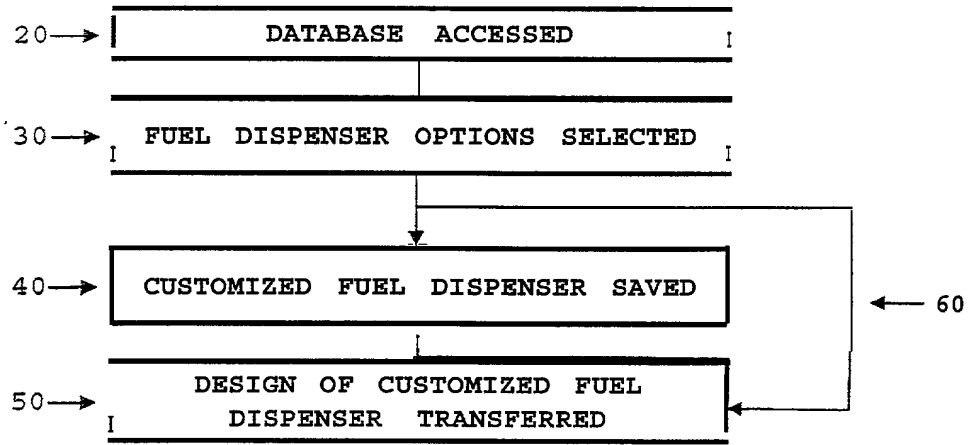 20 DATABASE ACCESSED
30 FUEL DISPENSER OPTIONS SELECTED
40 CUSTOMIZED FUEL DISPENSER SAVED
60
50 DESIGN OF CUSTOMIZED FUEL
DISPENSER TRANSFERRED